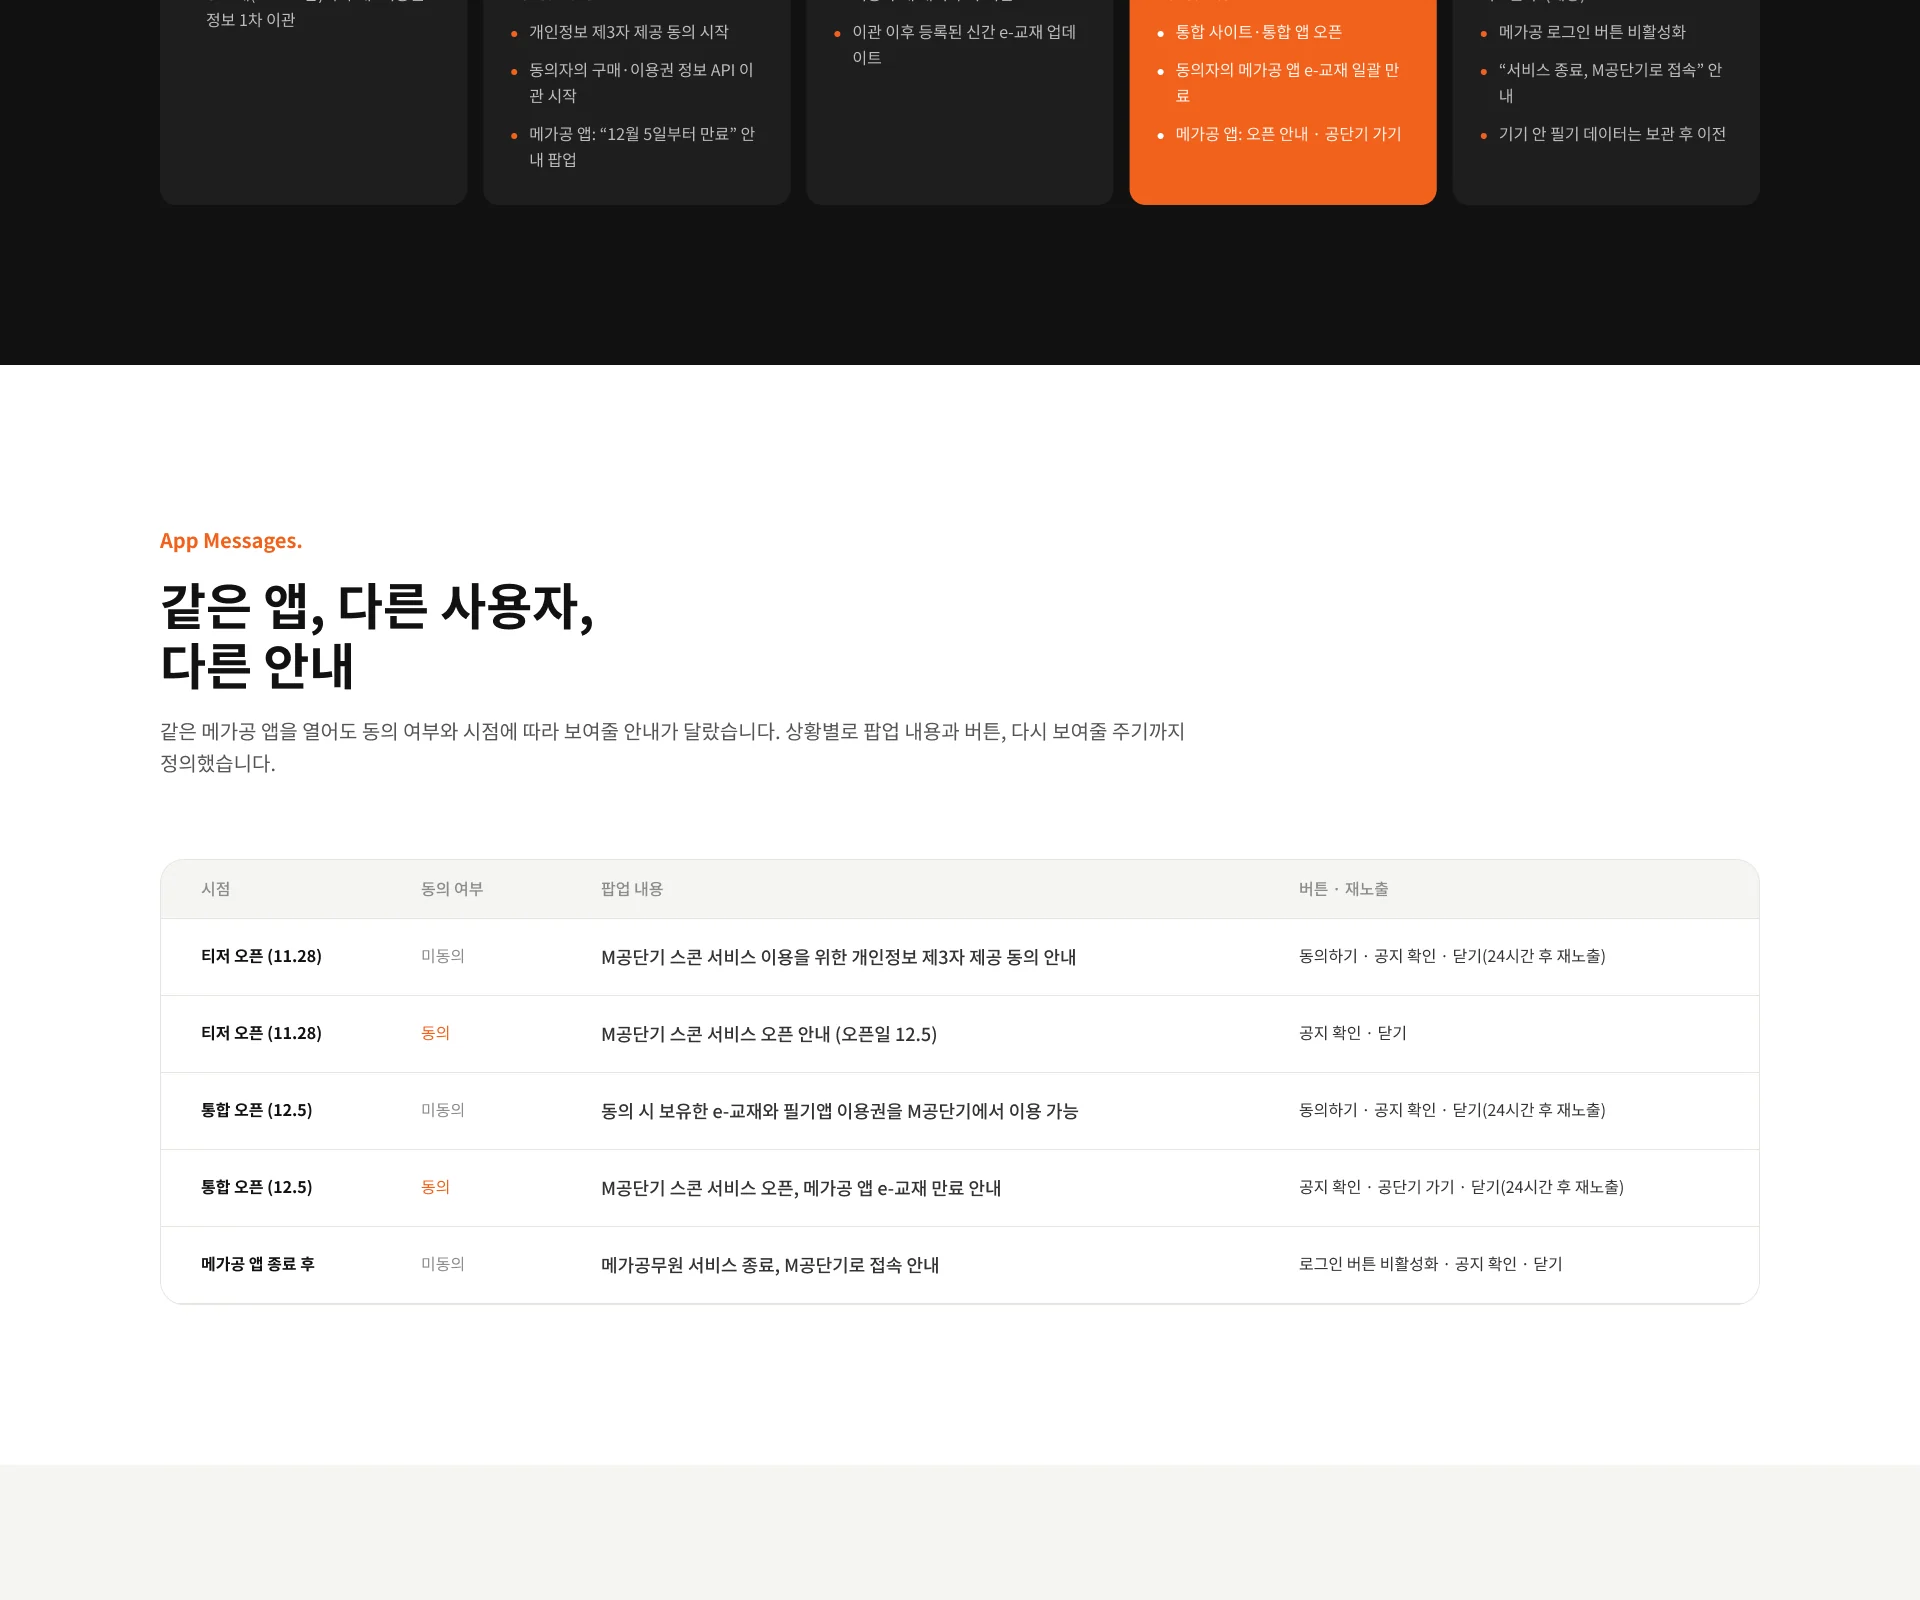 정보 1차 이관
개인정보 제3자 제공 동의 시작
동의자의 구매·이용권 정보 API 이
관 시작
메가공 앱: “12월 5일부터 만료” 안
내 팝업
이관 이후 등록된 신간 e-교재 업데
이트
통합 사이트·통합 앱 오픈
동의자의 메가공 앱 e-교재 일괄 만
료
메가공 앱: 오픈 안내 · 공단기 가기
메가공 로그인 버튼 비활성화
“서비스 종료, M공단기로 접속” 안
내
기기 안 필기 데이터는 보관 후 이전
App Messages.
같은 앱, 다른 사용자,
다른 안내
같은 메가공 앱을 열어도 동의 여부와 시점에 따라 보여줄 안내가 달랐습니다. 상황별로 팝업 내용과 버튼, 다시 보여줄 주기까지
정의했습니다.
시점 동의 여부 팝업 내용 버튼 · 재노출
티저 오픈 (11.28) 미동의 M공단기 스콘 서비스 이용을 위한 개인정보 제3자 제공 동의 안내 동의하기 · 공지 확인 · 닫기(24시간 후 재노출)
티저 오픈 (11.28) 동의 M공단기 스콘 서비스 오픈 안내 (오픈일 12.5) 공지 확인 · 닫기
통합 오픈 (12.5) 미동의 동의 시 보유한 e-교재와 필기앱 이용권을 M공단기에서 이용 가능 동의하기 · 공지 확인 · 닫기(24시간 후 재노출)
통합 오픈 (12.5) 동의 M공단기 스콘 서비스 오픈, 메가공 앱 e-교재 만료 안내 공지 확인 · 공단기 가기 · 닫기(24시간 후 재노출)
메가공 앱 종료 후 미동의 메가공무원 서비스 종료, M공단기로 접속 안내 로그인 버튼 비활성화 · 공지 확인 · 닫기